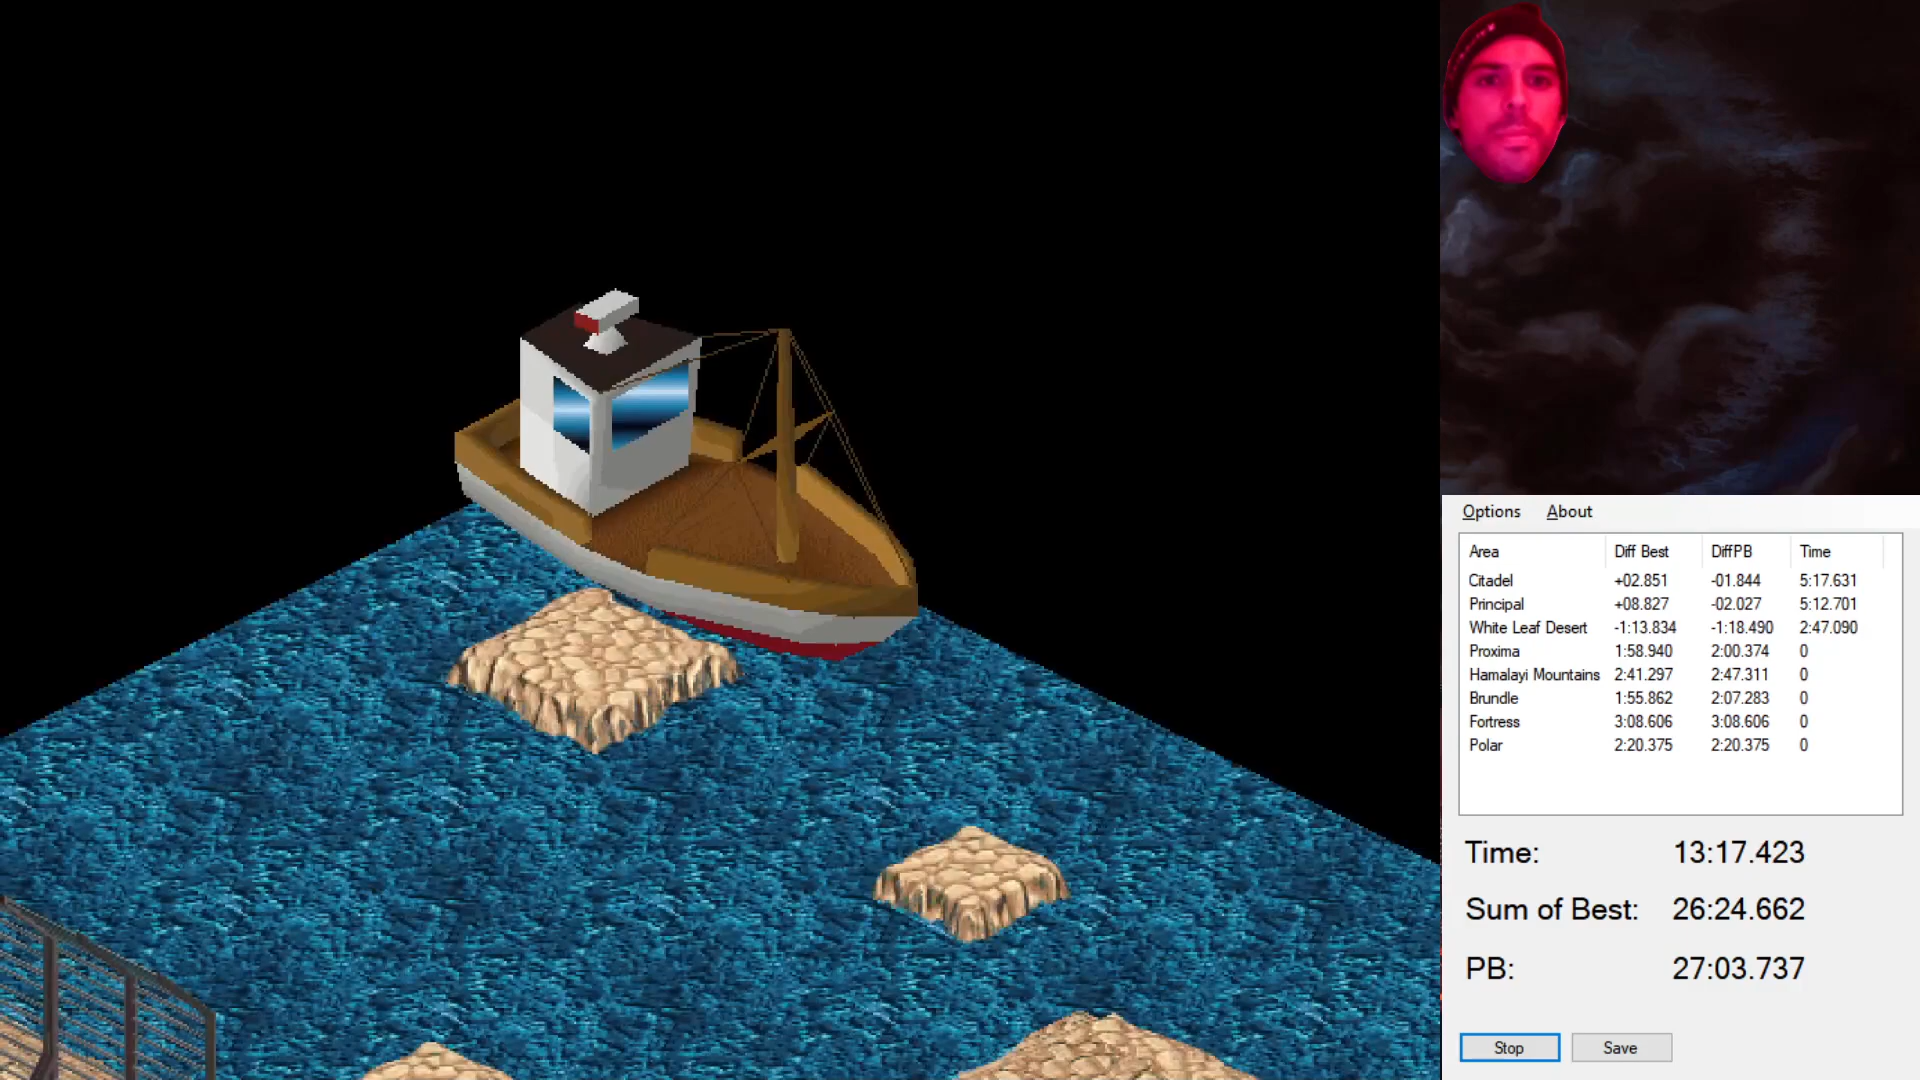 Options About
Area Diff Best DiffPB Time
Citadel +02.851 -01.844 5:17.631
Principal +08.827 -02.027 5:12.701
White Leaf Desert -1:13.834 -1:18.490 2:47.090
Proxima 1:58.940 2:00.374 0
Hamalayi Mountains 2:41.297 2:47.311 0
Brundle 1:55.862 2:07.283 0
Fortress 3:08.606 3:08.606 0
Polar 2:20.375 2:20.375 0
Time: 13:17.423
Sum of Best: 26:24.662
PB: 27:03.737
Stop Save